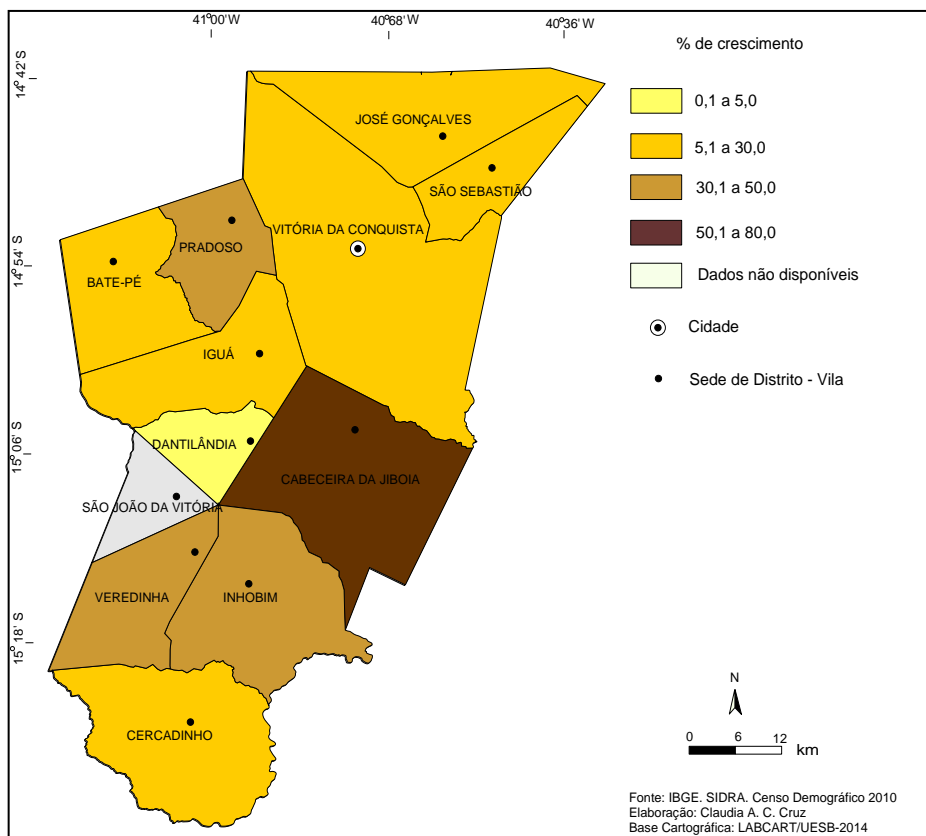 41°00'W
40°68' W
40°36' W
14°42' S
14°54' S
15°06' S
15°18' S
JOSÉ GONÇALVES
SÃO SEBASTIÃO
VITÓRIA DA CONQUISTA
PRADOSO
BATE-PÉ
IGUÁ
DANTILÂNDIA
CABECEIRA DA JIBOIA
SÃO JOÃO DA VITÓRIA
VEREDINHA
INHOBIM
CERCADINHO
% de crescimento
0,1 a 5,0
5,1 a 30,0
30,1 a 50,0
50,1 a 80,0
Dados não disponíveis
Cidade
Sede de Distrito - Vila
N
0 6 12
km
Fonte: IBGE. SIDRA. Censo Demográfico 2010
Elaboração: Claudia A. C. Cruz
Base Cartográfica: LABCART/UESB-2014